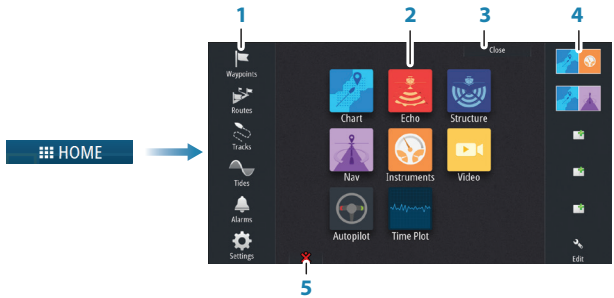 1 2 3 4
Close
Waypoints
Routes
Tracks
Tides
Alarms
Settings
HOME
Chart Echo Structure
Nav Instruments Video
Autopilot Time Plot
Edit
5